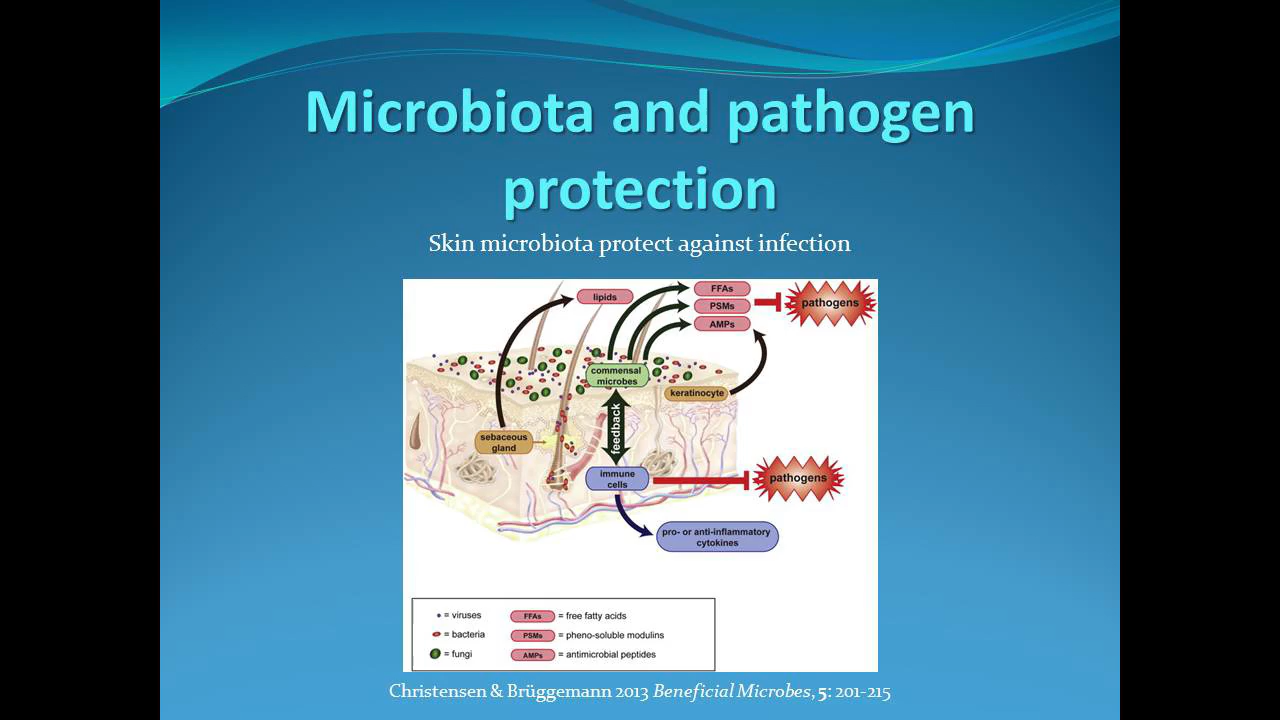 Microbiota and pathogen
protection
Skin microbiota protect against infection
lipids
FFAs
PSMs
AMPs
pathogens
commensal
microbes
keratinocyte
feedback
sebaceous
gland
immune
cells
pathogens
pro- or anti-inflammatory
cytokines
= viruses
FFAs = free fatty acids
= bacteria
PSMs = pheno-soluble modulins
= fungi
AMPs = antimicrobial peptides
Christensen & Brüggemann 2013 Beneficial Microbes, 5: 201-215